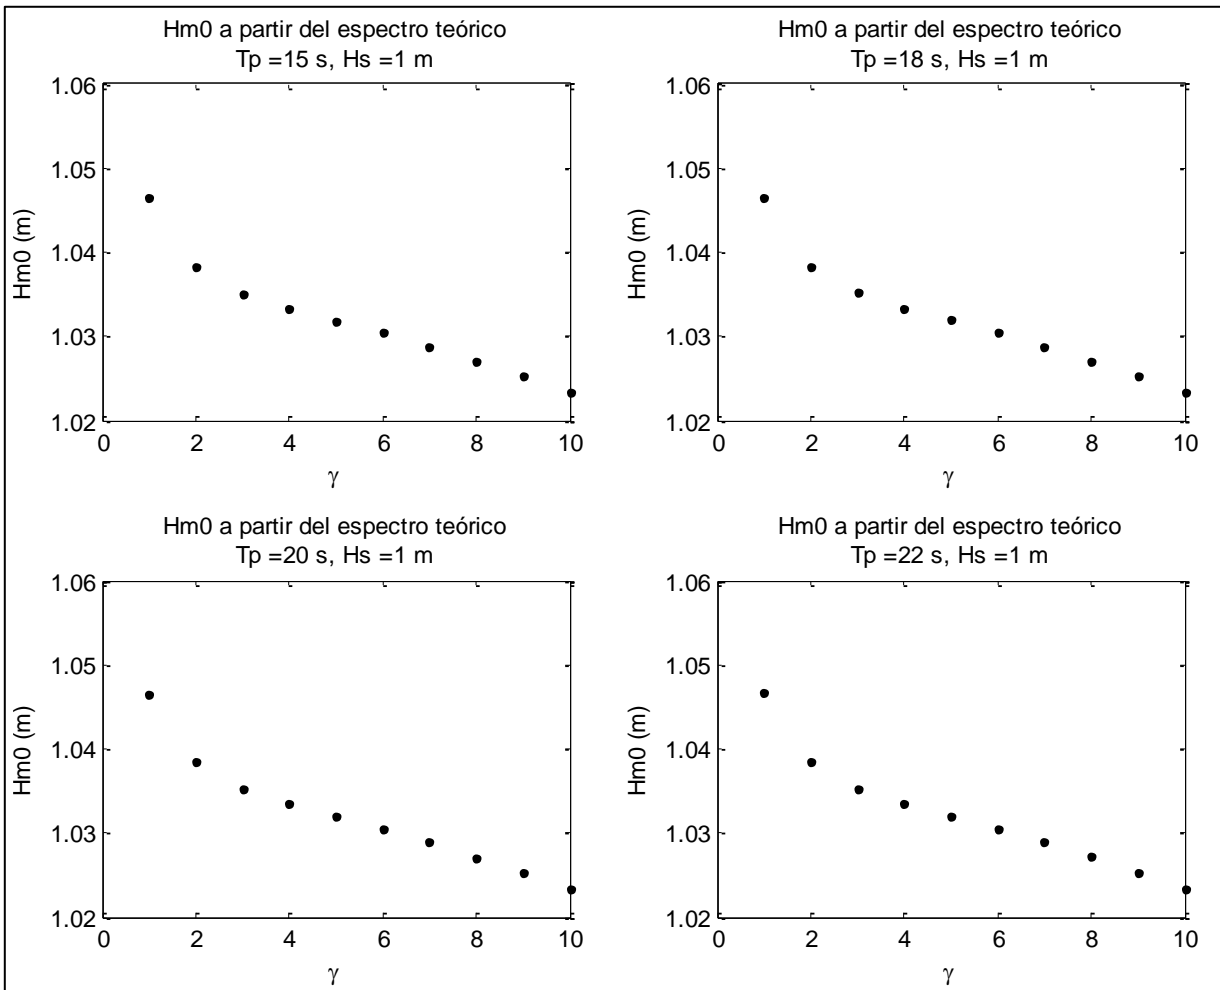 Hm0 a partir del espectro teórico
Tp =15 s, Hs =1 m
1.06
1.05
1.04
1.03
1.02
Hm0 (m)
0 2 4 6 8 10
γ
Hm0 a partir del espectro teórico
Tp =18 s, Hs =1 m
1.06
1.05
1.04
1.03
1.02
Hm0 (m)
0 2 4 6 8 10
γ
Hm0 a partir del espectro teórico
Tp =20 s, Hs =1 m
1.06
1.05
1.04
1.03
1.02
Hm0 (m)
0 2 4 6 8 10
γ
Hm0 a partir del espectro teórico
Tp =22 s, Hs =1 m
1.06
1.05
1.04
1.03
1.02
Hm0 (m)
0 2 4 6 8 10
γ